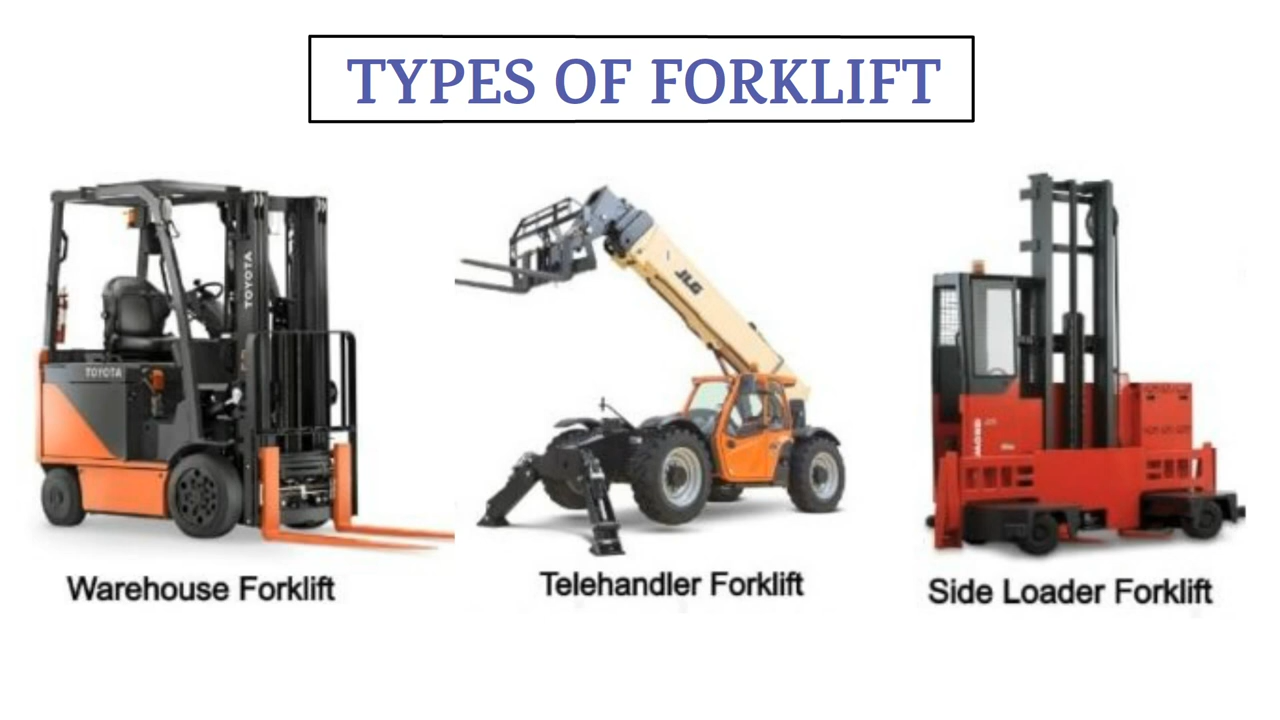 TYPES OF FORKLIFT
TOYOTA
TOYOTA
JLG
Warehouse Forklift
Telehandler Forklift
Side Loader Forklift